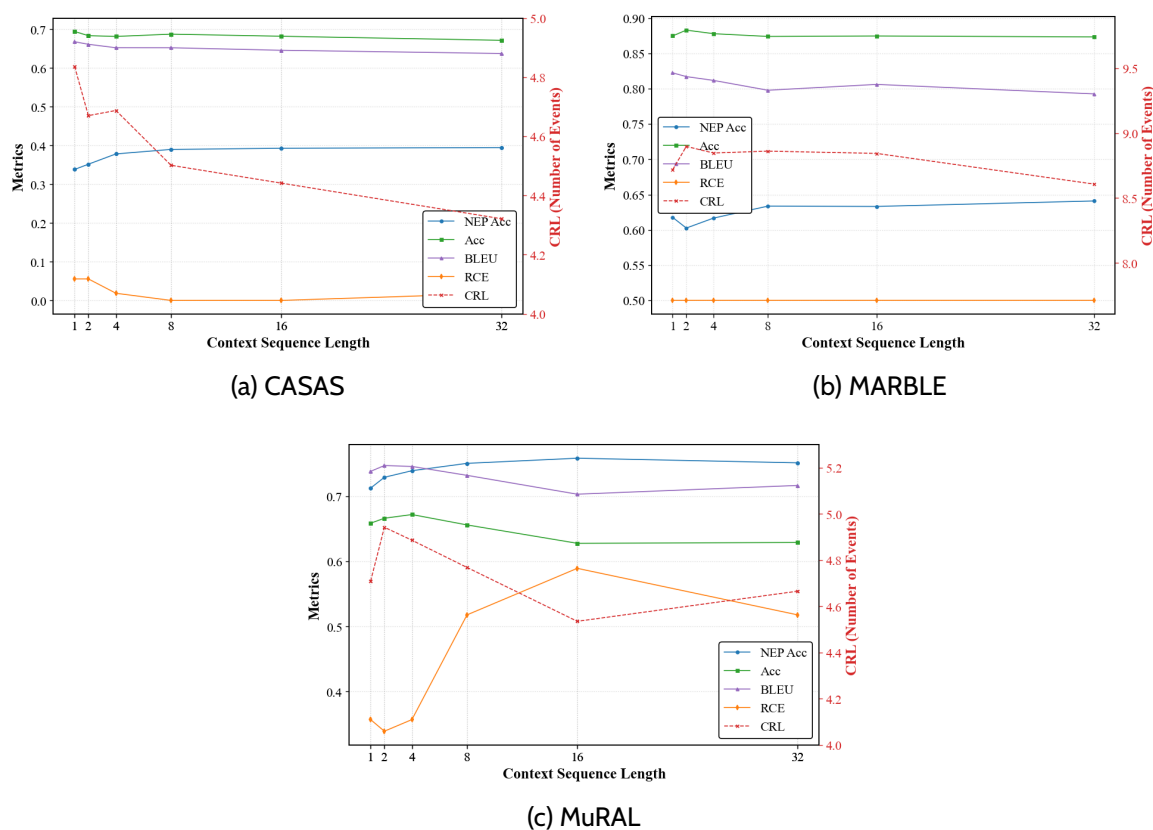 0.7
0.6
0.5
0.4
0.3
0.2
0.1
0.0
Metrics
5.0
4.8
4.6
4.4
4.2
4.0
CRL (Number of Events)
NEP Acc
Acc
BLEU
RCE
CRL
1 2 4 8 16 32
Context Sequence Length
(a) CASAS
0.90
0.85
0.80
0.75
0.70
0.65
0.60
0.55
0.50
Metrics
9.5
9.0
8.5
8.0
CRL (Number of Events)
NEP Acc
Acc
BLEU
RCE
CRL
1 2 4 8 16 32
Context Sequence Length
(b) MARBLE
0.7
0.6
0.5
0.4
Metrics
5.2
5.0
4.8
4.6
4.4
4.2
4.0
CRL (Number of Events)
NEP Acc
Acc
BLEU
RCE
CRL
1 2 4 8 16 32
Context Sequence Length
(c) MuRAL